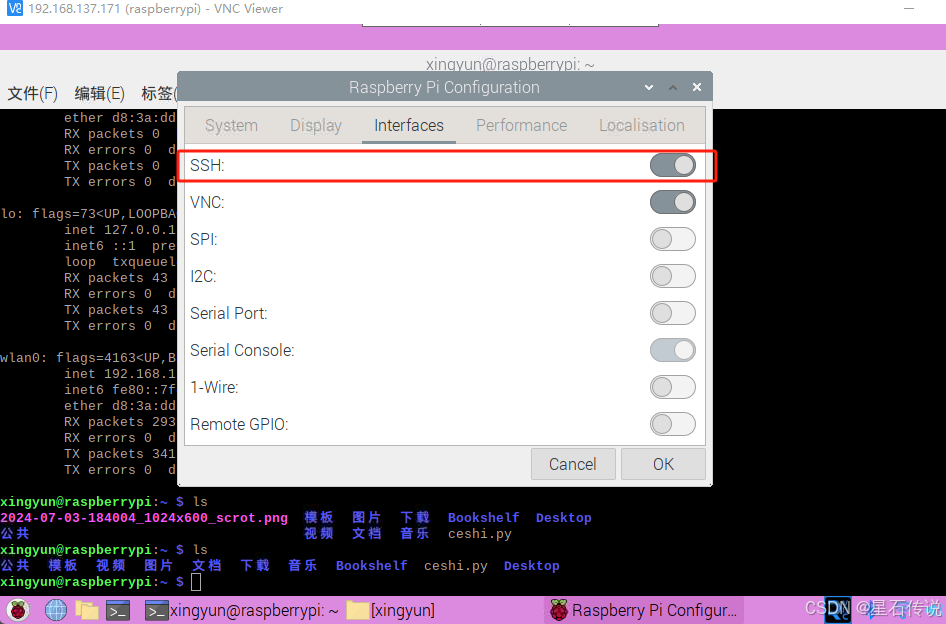 192.168.137.171 (raspberrypi) - VNC Viewer
xingyun@raspberrypi: ~
文件(F) 编辑(E) 标签(
Raspberry Pi Configuration
System Display Interfaces Performance Localisation
SSH:
VNC:
SPI:
I2C:
Serial Port:
Serial Console:
1-Wire:
Remote GPIO:
Cancel OK
ether d8:3a:dd
RX packets 0
RX errors 0 d
TX packets 0
TX errors 0 d
lo: flags=73<UP,LOOPBA
inet 127.0.0.1
inet6 ::1 pre
loop txqueuel
RX packets 43
RX errors 0 d
TX packets 43
TX errors 0 d
wlan0: flags=4163<UP,B
inet 192.168.1
inet6 fe80::7f
ether d8:3a:dd
RX packets 293
RX errors 0 d
TX packets 341
TX errors 0 d
xingyun@raspberrypi:~ $ ls
2024-07-03-184004_1024x600_scrot.png 模板 图片 下载 Bookshelf Desktop
公共 视频 文档 音乐 ceshi.py
xingyun@raspberrypi:~ $ ls
公共 模板 视频 图片 文档 下载 音乐 Bookshelf ceshi.py Desktop
xingyun@raspberrypi:~ $
xingyun@raspberrypi: ~ [xingyun] Raspberry Pi Configur...
CSDN @星石传说